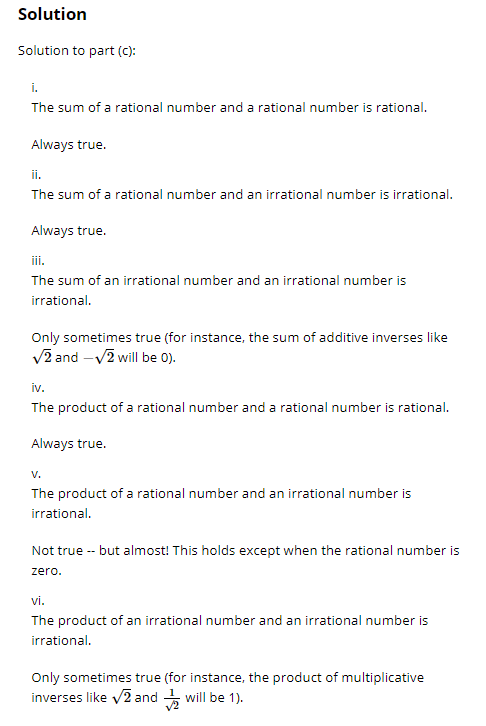 Solution
Solution to part (c):
i.
The sum of a rational number and a rational number is rational.
Always true.
ii.
The sum of a rational number and an irrational number is irrational.
Always true.
iii.
The sum of an irrational number and an irrational number is
irrational.
Only sometimes true (for instance, the sum of additive inverses like
√2 and −√2 will be 0).
iv.
The product of a rational number and a rational number is rational.
Always true.
v.
The product of a rational number and an irrational number is
irrational.
Not true -- but almost! This holds except when the rational number is
zero.
vi.
The product of an irrational number and an irrational number is
irrational.
Only sometimes true (for instance, the product of multiplicative
inverses like √2 and 1/√2 will be 1).